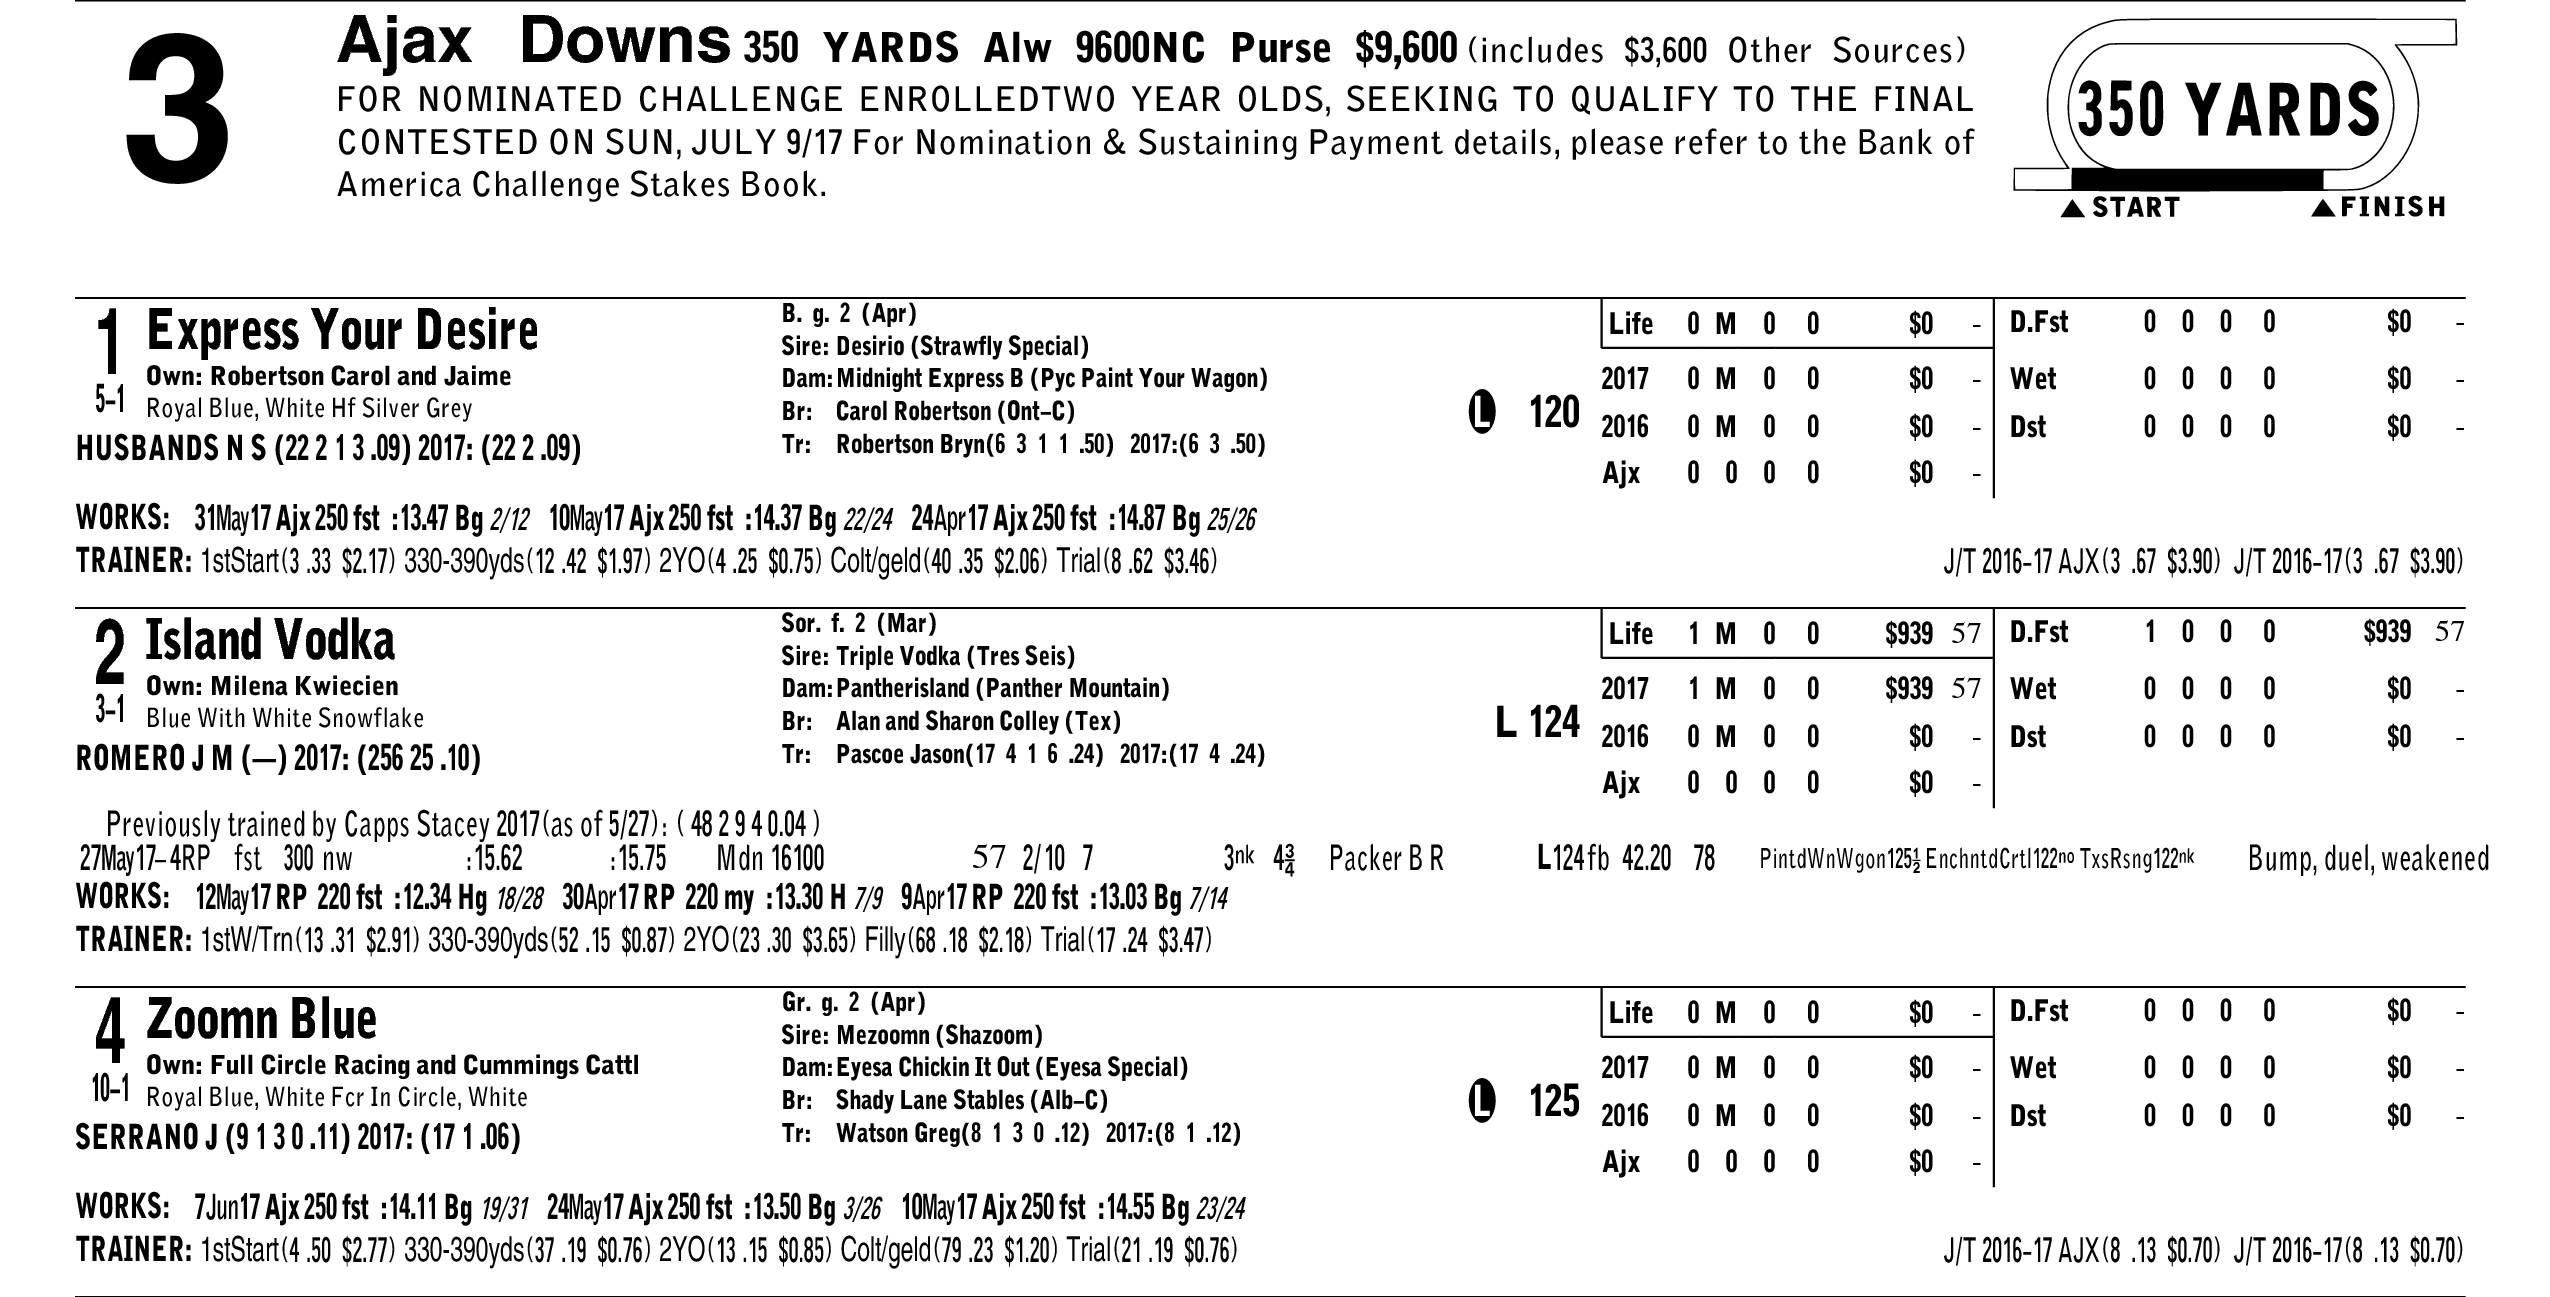 3
Ajax Downs 350 YARDS Alw 9600NC Purse $9,600 (includes $3,600 Other Sources)
FOR NOMINATED CHALLENGE ENROLLEDTWO YEAR OLDS, SEEKING TO QUALIFY TO THE FINAL
CONTESTED ON SUN, JULY 9/17 For Nomination & Sustaining Payment details, please refer to the Bank of
America Challenge Stakes Book.
350 YARDS
▲START ▲FINISH
1 Express Your Desire
5–1
Own: Robertson Carol and Jaime
Royal Blue, White Hf Silver Grey
HUSBANDS N S (22 2 1 3 .09) 2017: (22 2 .09)
B. g. 2 (Apr)
Sire: Desirio (Strawfly Special)
Dam: Midnight Express B (Pyc Paint Your Wagon)
Br: Carol Robertson (Ont–C)
Tr: Robertson Bryn(6 3 1 1 .50) 2017:(6 3 .50)
L 120
Life 0 M 0 0 $0 - D.Fst 0 0 0 0 $0 -
2017 0 M 0 0 $0 - Wet 0 0 0 0 $0 -
2016 0 M 0 0 $0 - Dst 0 0 0 0 $0 -
Ajx 0 0 0 0 $0 -
WORKS: 31May17 Ajx 250 fst :13.47 Bg 2/12 10May17 Ajx 250 fst :14.37 Bg 22/24 24Apr17 Ajx 250 fst :14.87 Bg 25/26
TRAINER: 1stStart(3 .33 $2.17) 330-390yds(12 .42 $1.97) 2YO(4 .25 $0.75) Colt/geld(40 .35 $2.06) Trial(8 .62 $3.46) J/T 2016–17 AJX(3 .67 $3.90) J/T 2016–17(3 .67 $3.90)
2 Island Vodka
3–1
Own: Milena Kwiecien
Blue With White Snowflake
ROMERO J M (—) 2017: (256 25 .10)
Sor. f. 2 (Mar)
Sire: Triple Vodka (Tres Seis)
Dam: Pantherisland (Panther Mountain)
Br: Alan and Sharon Colley (Tex)
Tr: Pascoe Jason(17 4 1 6 .24) 2017:(17 4 .24)
L 124
Life 1 M 0 0 $939 57 D.Fst 1 0 0 0 $939 57
2017 1 M 0 0 $939 57 Wet 0 0 0 0 $0 -
2016 0 M 0 0 $0 - Dst 0 0 0 0 $0 -
Ajx 0 0 0 0 $0 -
Previously trained by Capps Stacey 2017(as of 5/27): ( 48 2 9 4 0.04 )
27May17–4RP fst 300 nw :15.62 :15.75 Mdn 16100 57 2/10 7 3nk 4¾ Packer B R L124 fb 42.20 78 PintdWnWgon125½ EnchntdCrtl122no TxsRsng122nk Bump, duel, weakened
WORKS: 12May17 RP 220 fst :12.34 Hg 18/28 30Apr17 RP 220 my :13.30 H 7/9 9Apr17 RP 220 fst :13.03 Bg 7/14
TRAINER: 1stW/Trn(13 .31 $2.91) 330-390yds(52 .15 $0.87) 2YO(23 .30 $3.65) Filly(68 .18 $2.18) Trial(17 .24 $3.47)
4 Zoomn Blue
10–1
Own: Full Circle Racing and Cummings Cattl
Royal Blue, White Fcr In Circle, White
SERRANO J (9 1 3 0 .11) 2017: (17 1 .06)
Gr. g. 2 (Apr)
Sire: Mezoomn (Shazoom)
Dam: Eyesa Chickin It Out (Eyesa Special)
Br: Shady Lane Stables (Alb–C)
Tr: Watson Greg(8 1 3 0 .12) 2017:(8 1 .12)
L 125
Life 0 M 0 0 $0 - D.Fst 0 0 0 0 $0 -
2017 0 M 0 0 $0 - Wet 0 0 0 0 $0 -
2016 0 M 0 0 $0 - Dst 0 0 0 0 $0 -
Ajx 0 0 0 0 $0 -
WORKS: 7Jun17 Ajx 250 fst :14.11 Bg 19/31 24May17 Ajx 250 fst :13.50 Bg 3/26 10May17 Ajx 250 fst :14.55 Bg 23/24
TRAINER: 1stStart(4 .50 $2.77) 330-390yds(37 .19 $0.76) 2YO(13 .15 $0.85) Colt/geld(79 .23 $1.20) Trial(21 .19 $0.76) J/T 2016–17 AJX(8 .13 $0.70) J/T 2016–17(8 .13 $0.70)